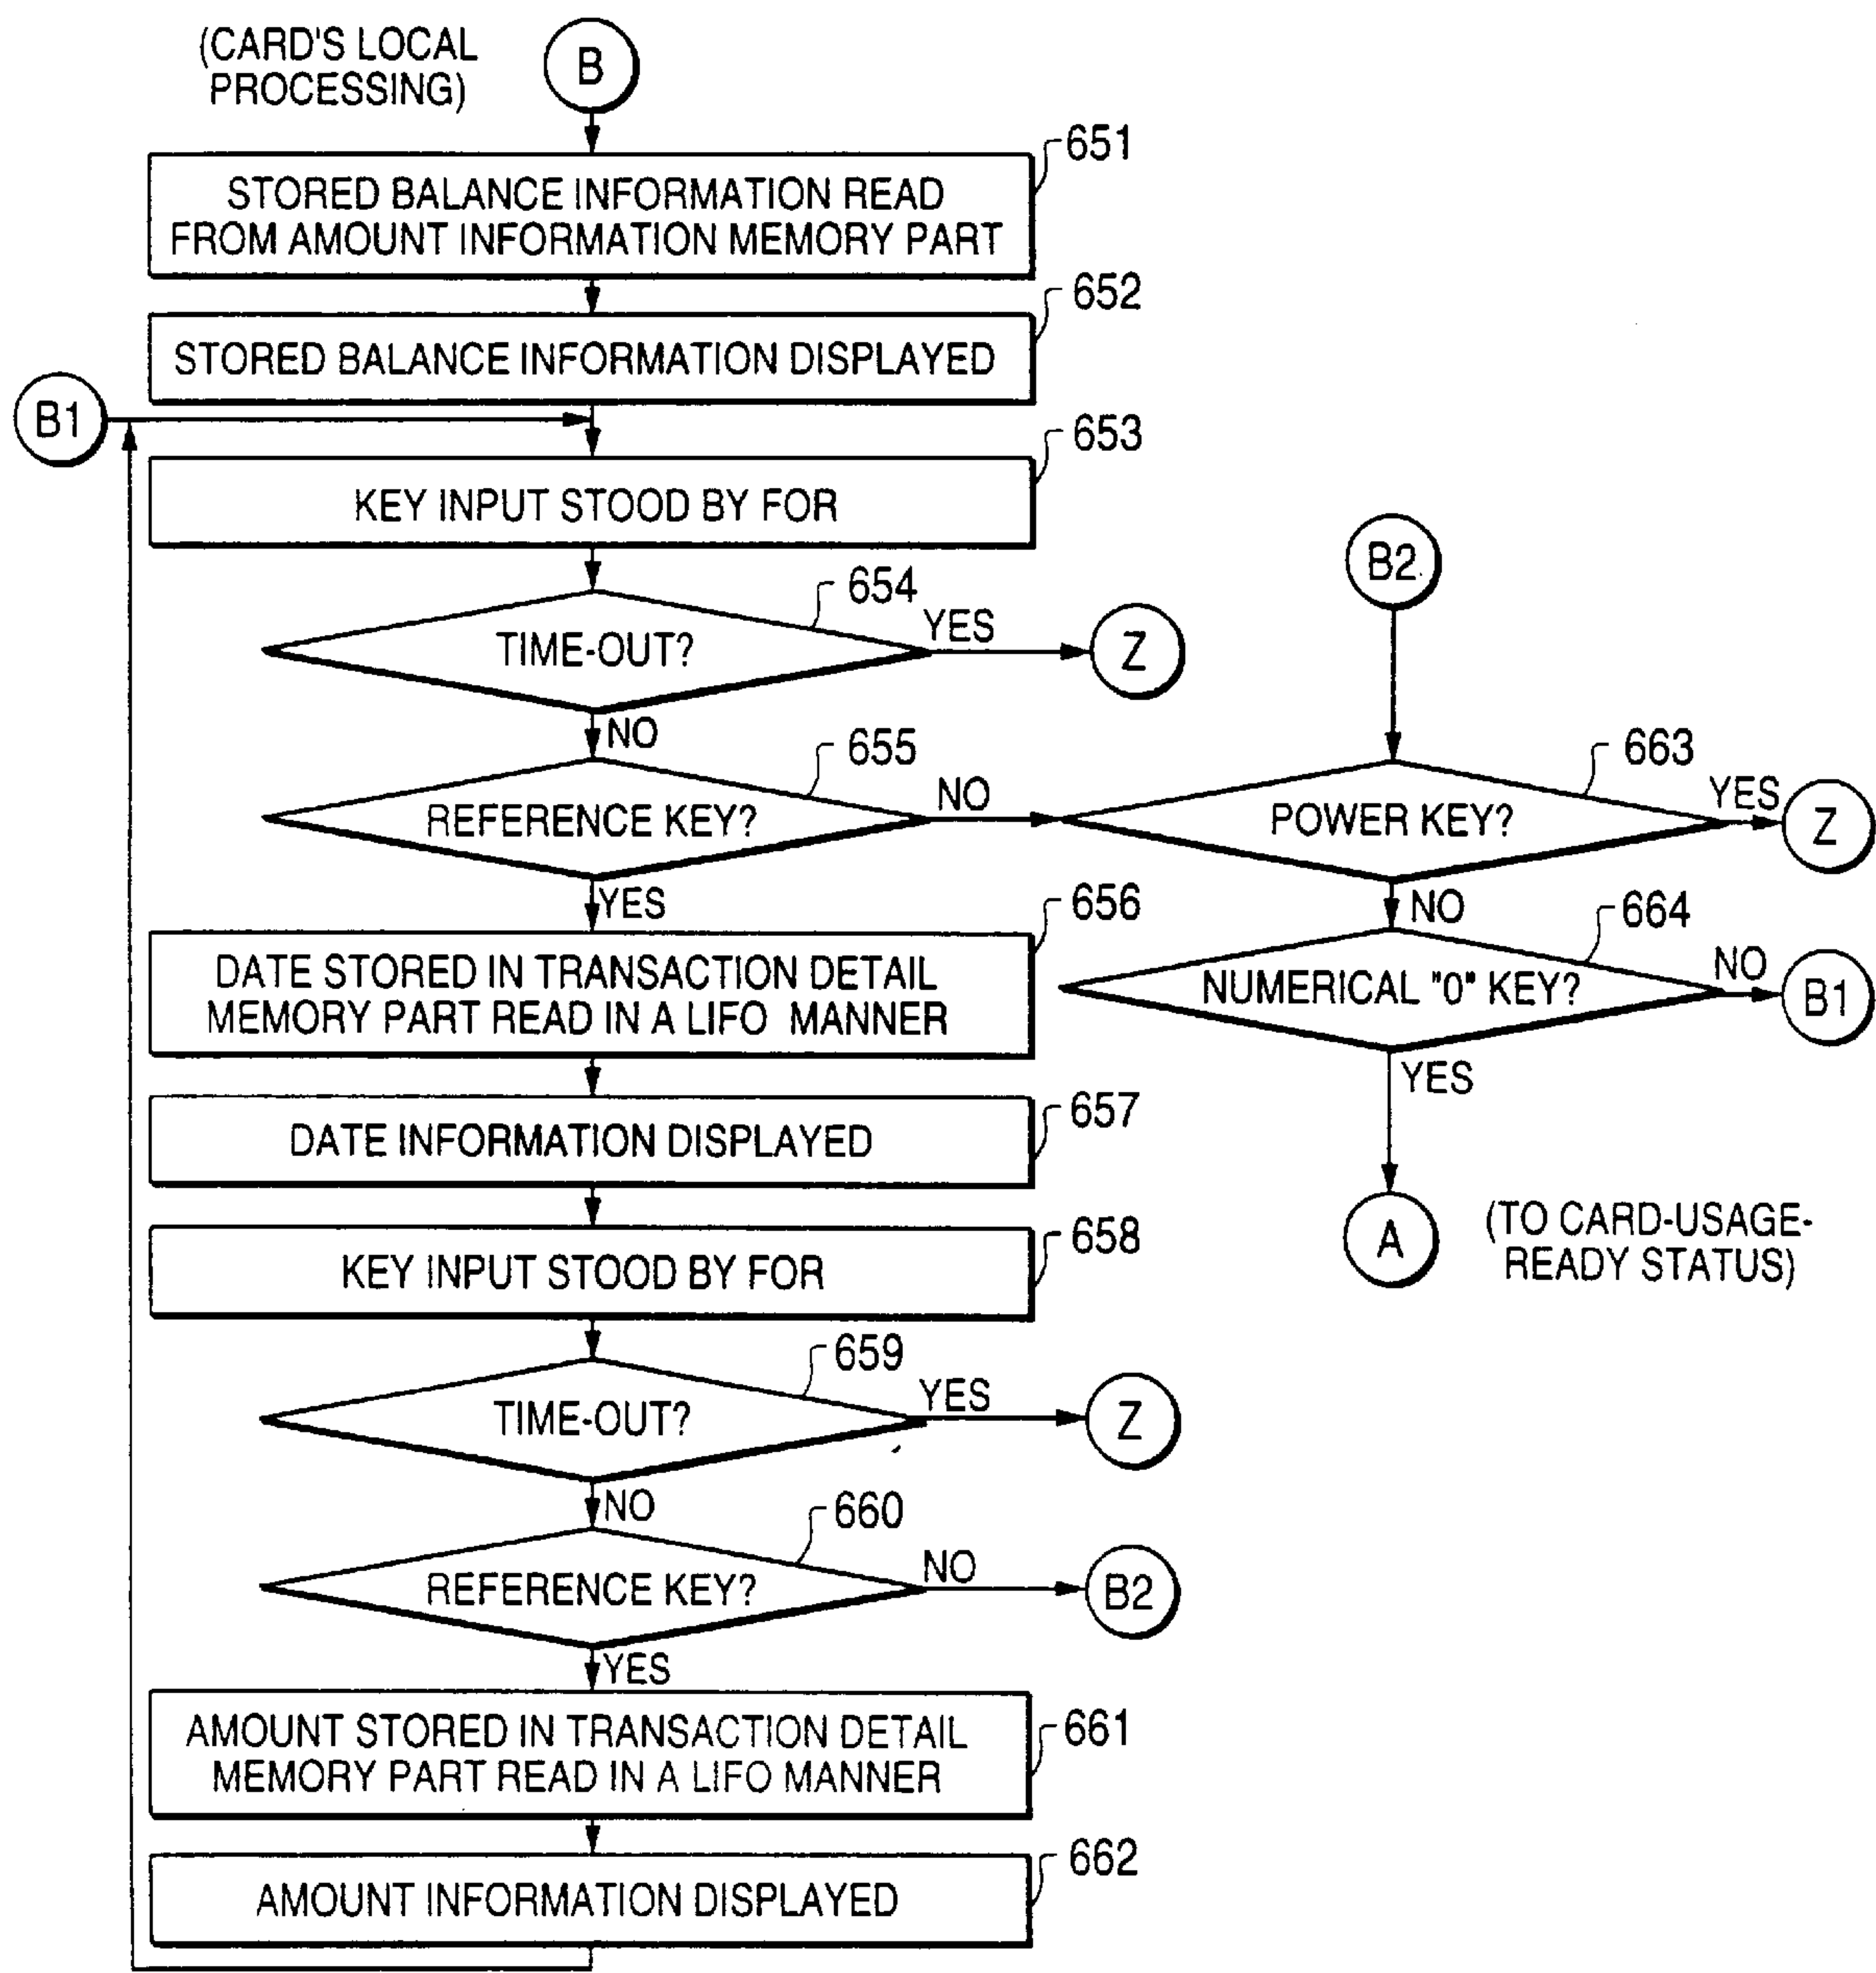 (CARD'S LOCAL
PROCESSING)
B
651
STORED BALANCE INFORMATION READ
FROM AMOUNT INFORMATION MEMORY PART
652
STORED BALANCE INFORMATION DISPLAYED
B1
653
KEY INPUT STOOD BY FOR
654
TIME-OUT?
YES
Z
NO
655
REFERENCE KEY?
NO
B2
663
POWER KEY?
YES
Z
NO
664
NUMERICAL "0" KEY?
NO
B1
YES
A
(TO CARD-USAGE-
READY STATUS)
YES
656
DATE STORED IN TRANSACTION DETAIL
MEMORY PART READ IN A LIFO MANNER
657
DATE INFORMATION DISPLAYED
658
KEY INPUT STOOD BY FOR
659
TIME-OUT?
YES
Z
NO
660
REFERENCE KEY?
NO
B2
YES
661
AMOUNT STORED IN TRANSACTION DETAIL
MEMORY PART READ IN A LIFO MANNER
662
AMOUNT INFORMATION DISPLAYED